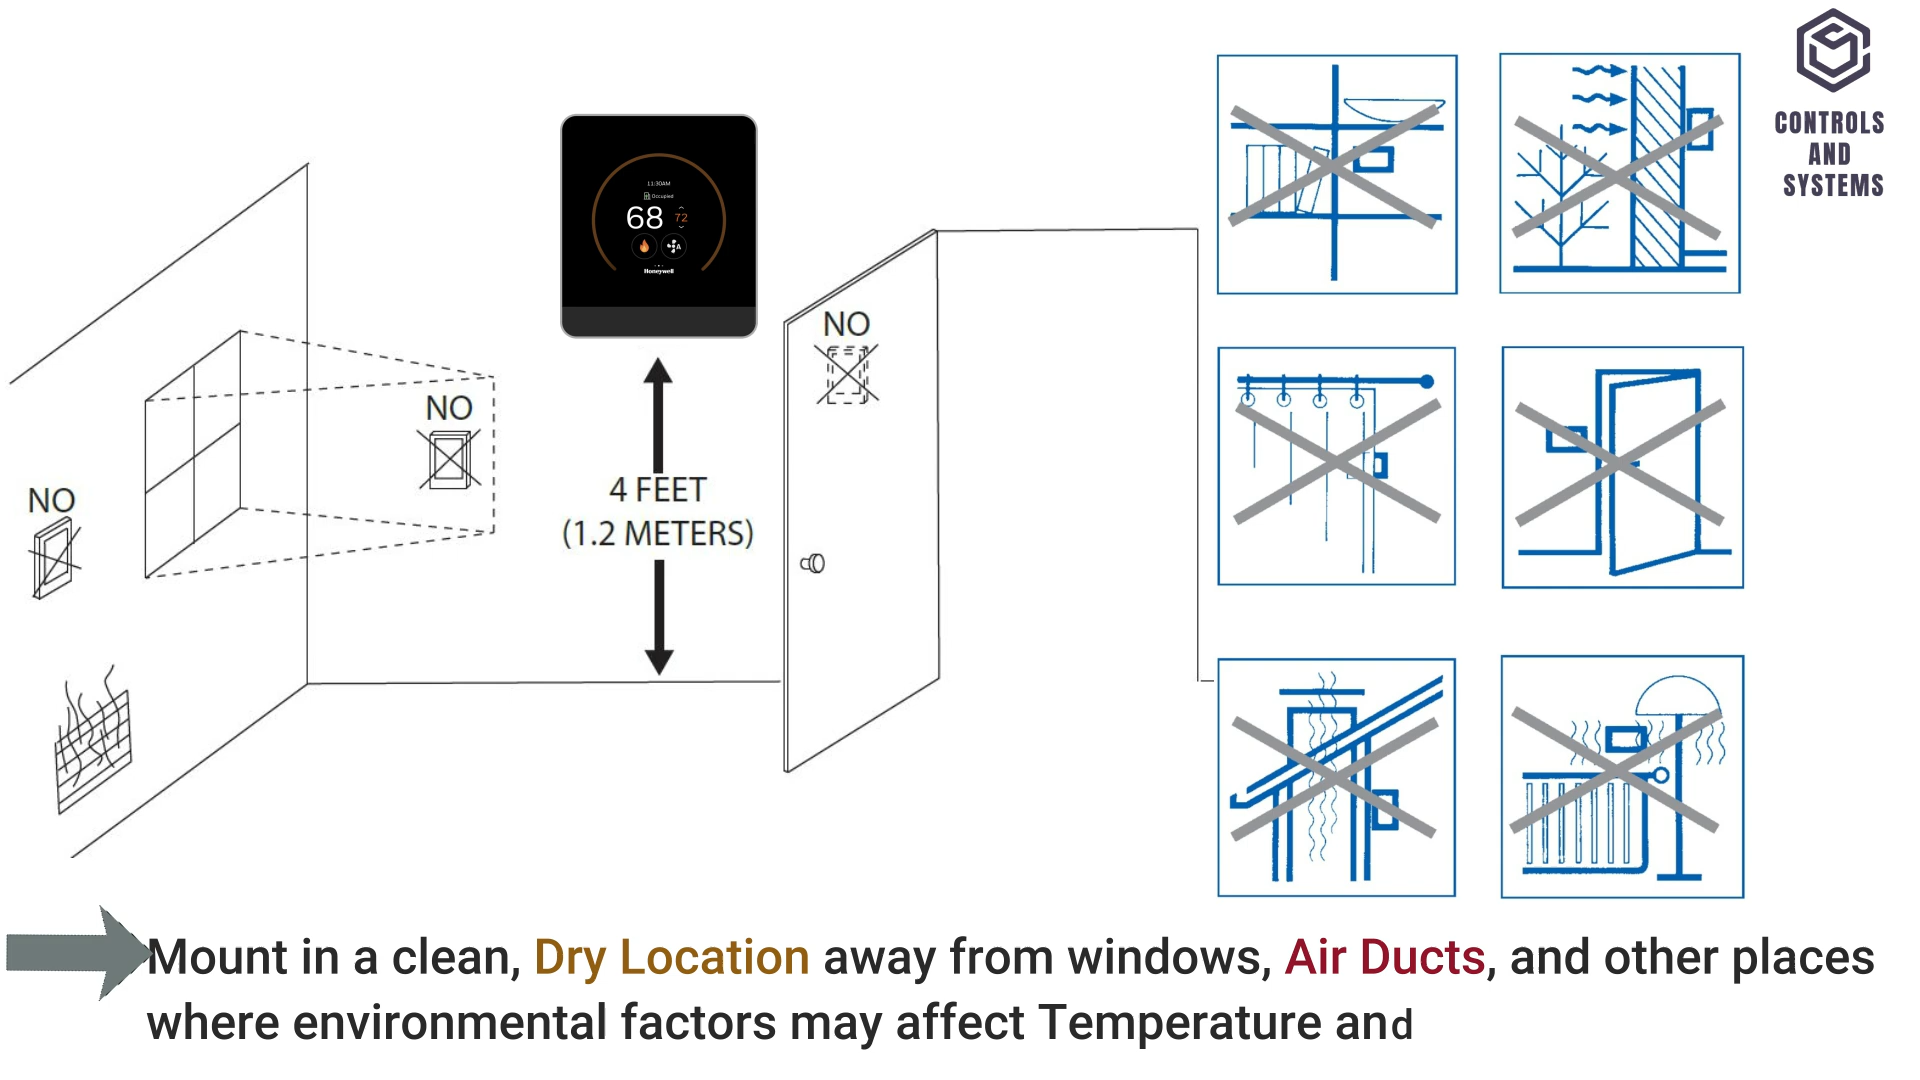 CONTROLS
AND
SYSTEMS
11:30AM
Occupied
68 72
A
Honeywell
NO
NO
NO
4 FEET
(1.2 METERS)
Mount in a clean, Dry Location away from windows, Air Ducts, and other places
where environmental factors may affect Temperature and